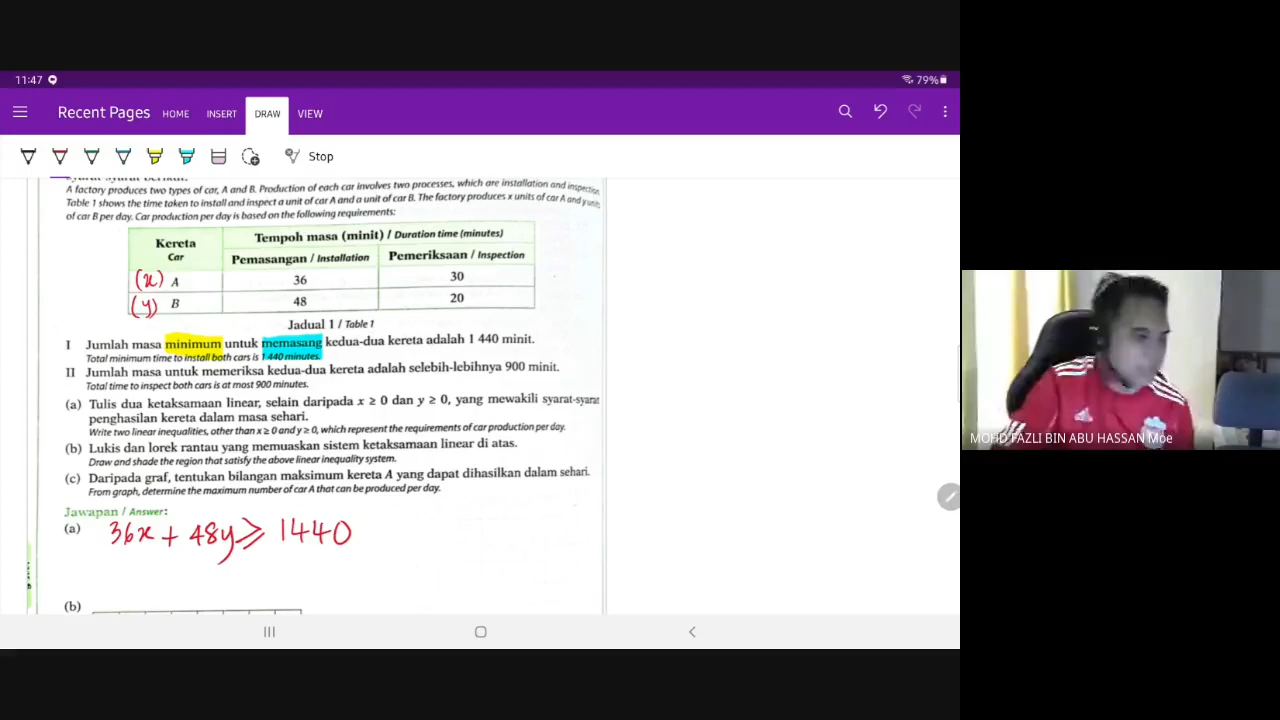 11:47
79%
Recent Pages HOME INSERT DRAW VIEW
Stop
A factory produces two types of car, A and B. Production of each car involves two processes, which are installation and inspection.
Table 1 shows the time taken to install and inspect a unit of car A and a unit of car B. The factory produces x units of car A and y units
of car B per day. Car production per day is based on the following requirements:
Kereta
Car
Tempoh masa (minit) / Duration time (minutes)
Pemasangan / Installation Pemeriksaan / Inspection
(x) A 36 30
(y) B 48 20
Jadual 1 / Table 1
I Jumlah masa minimum untuk memasang kedua-dua kereta adalah 1 440 minit.
Total minimum time to install both cars is 1 440 minutes.
II Jumlah masa untuk memeriksa kedua-dua kereta adalah selebih-lebihnya 900 minit.
Total time to inspect both cars is at most 900 minutes.
(a) Tulis dua ketaksamaan linear, selain daripada x ≥ 0 dan y ≥ 0, yang mewakili syarat-syarat
penghasilan kereta dalam masa sehari.
Write two linear inequalities, other than x ≥ 0 and y ≥ 0, which represent the requirements of car production per day.
(b) Lukis dan lorek rantau yang memuaskan sistem ketaksamaan linear di atas.
Draw and shade the region that satisfy the above linear inequality system.
(c) Daripada graf, tentukan bilangan maksimum kereta A yang dapat dihasilkan dalam sehari.
From graph, determine the maximum number of car A that can be produced per day.
Jawapan / Answer:
(a) 36x + 48y ≥ 1440
(b)
MOHD FAZLI BIN ABU HASSAN Moe